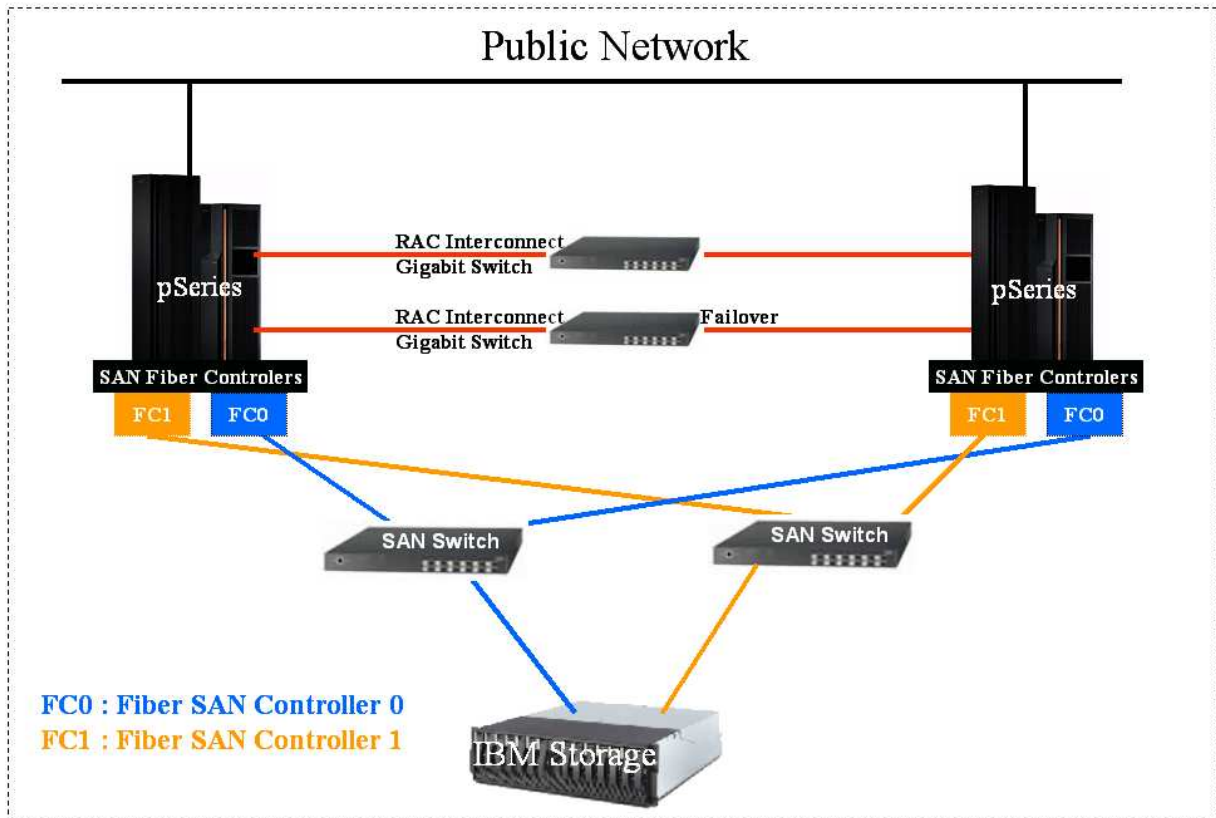 Public Network
RAC Interconnect
Gigabit Switch
pSeries
pSeries
RAC Interconnect
Failover
Gigabit Switch
SAN Fiber Controlers
SAN Fiber Controlers
FC1
FC0
FC1
FC0
SAN Switch
SAN Switch
FC0 : Fiber SAN Controller 0
FC1 : Fiber SAN Controller 1
IBM Storage